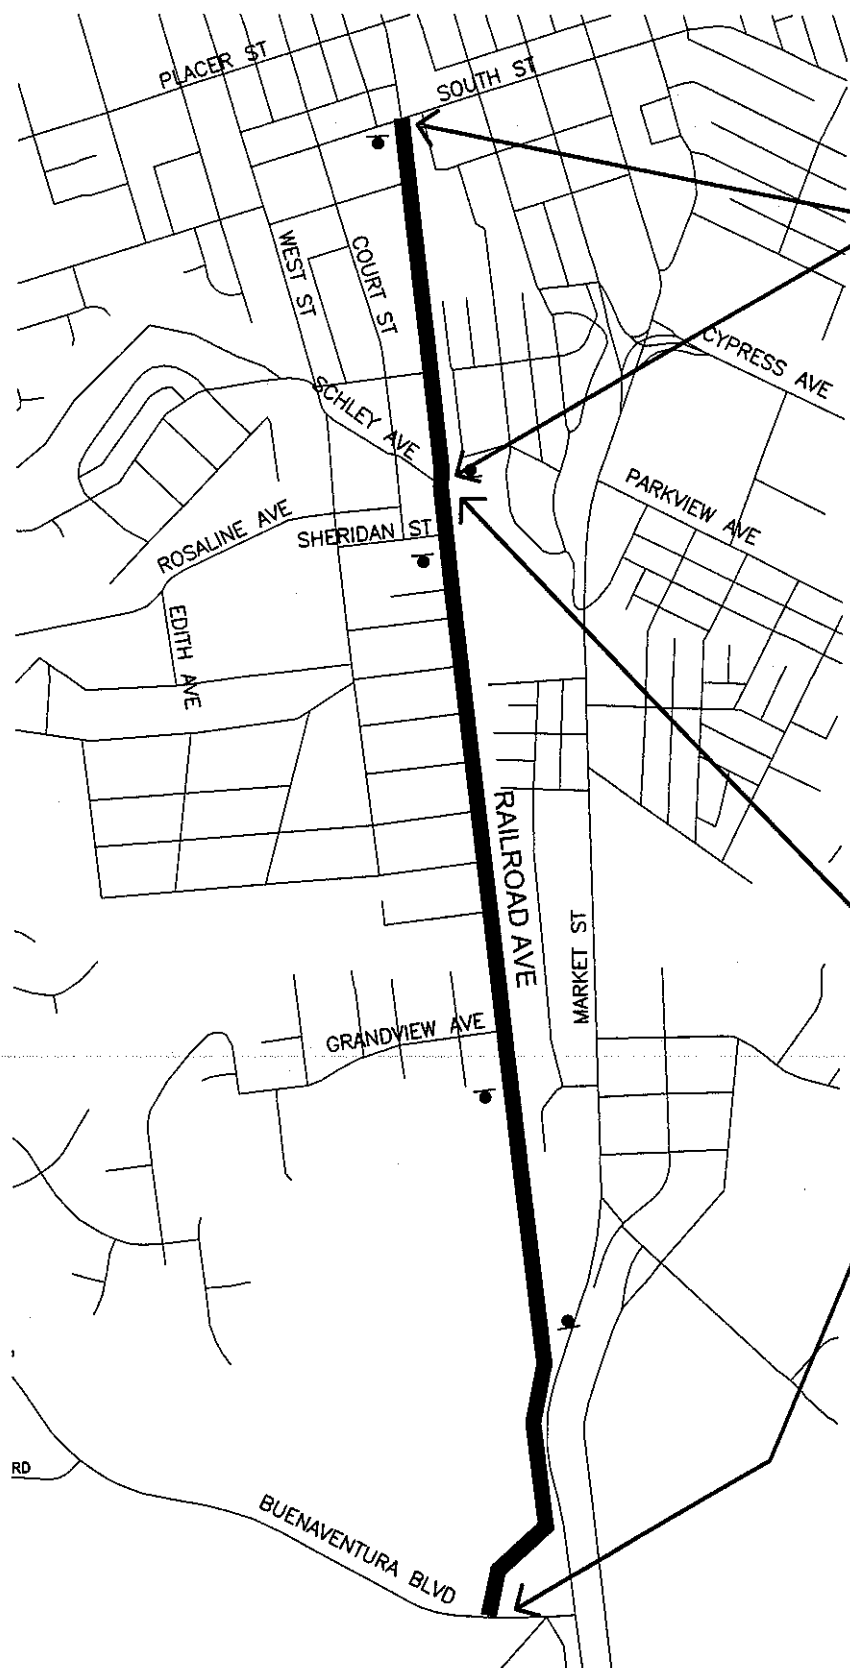 PLACER ST
SOUTH ST
WEST ST
COURT ST
CYPRESS AVE
SCHLEY AVE
PARKVIEW AVE
ROSALINE AVE
SHERIDAN ST
EDITH AVE
RAILROAD AVE
MARKET ST
GRANDVIEW AVE
RD
BUENAVENTURA BLVD